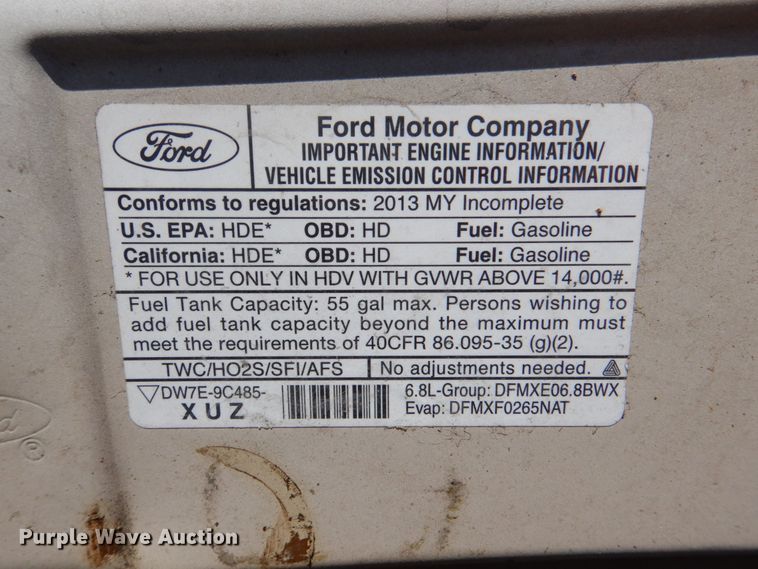 Ford
Ford Motor Company
IMPORTANT ENGINE INFORMATION/
VEHICLE EMISSION CONTROL INFORMATION
Conforms to regulations: 2013 MY Incomplete
U.S. EPA: HDE* OBD: HD Fuel: Gasoline
California: HDE* OBD: HD Fuel: Gasoline
* FOR USE ONLY IN HDV WITH GVWR ABOVE 14,000#.
Fuel Tank Capacity: 55 gal max. Persons wishing to
add fuel tank capacity beyond the maximum must
meet the requirements of 40CFR 86.095-35 (g)(2).
TWC/HO2S/SFI/AFS No adjustments needed.
DW7E-9C485- 6.8L-Group: DFMXE06.8BWX
XUZ Evap: DFMXF0265NAT
Ford
©
Purple Wave Auction